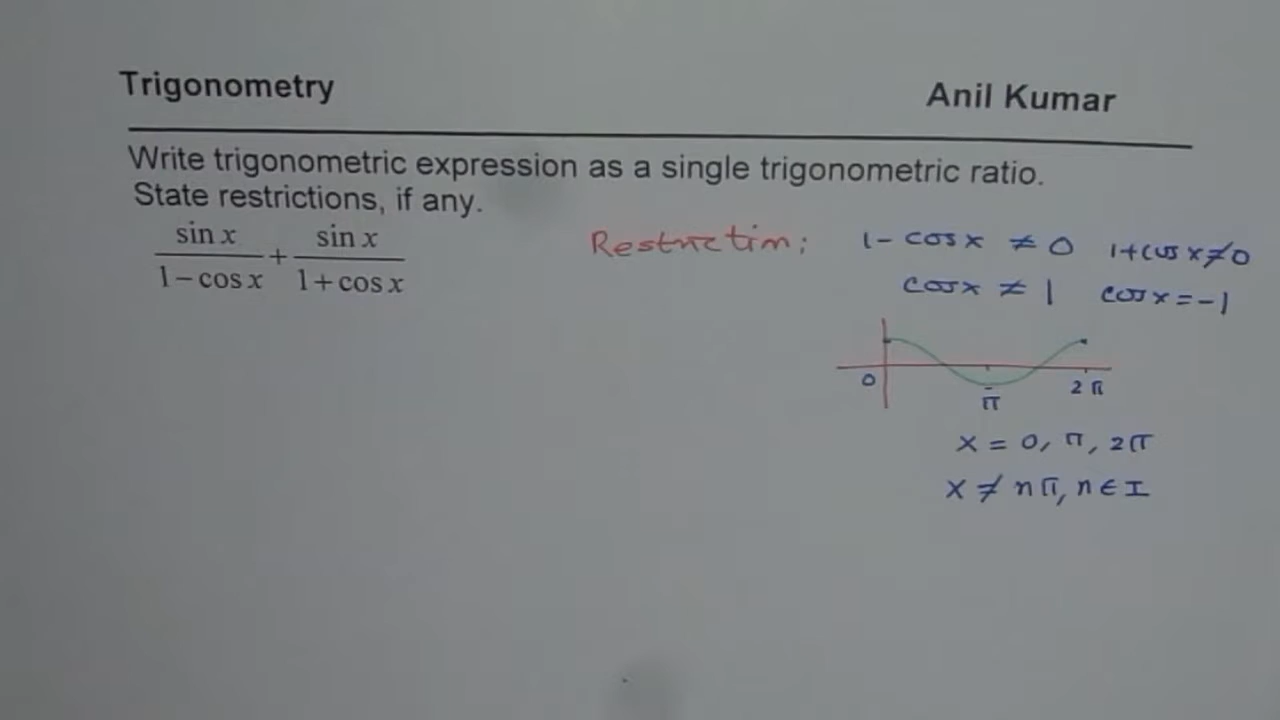 Trigonometry
Anil Kumar
Write trigonometric expression as a single trigonometric ratio.
State restrictions, if any.
sin x / (1 − cos x) + sin x / (1 + cos x)
Restriction: 1 - cos x ≠ 0 1+cos x ≠ 0
cos x ≠ 1 cos x = -1
0 π 2π
x = 0, π, 2π
x ≠ nπ, n ∈ I